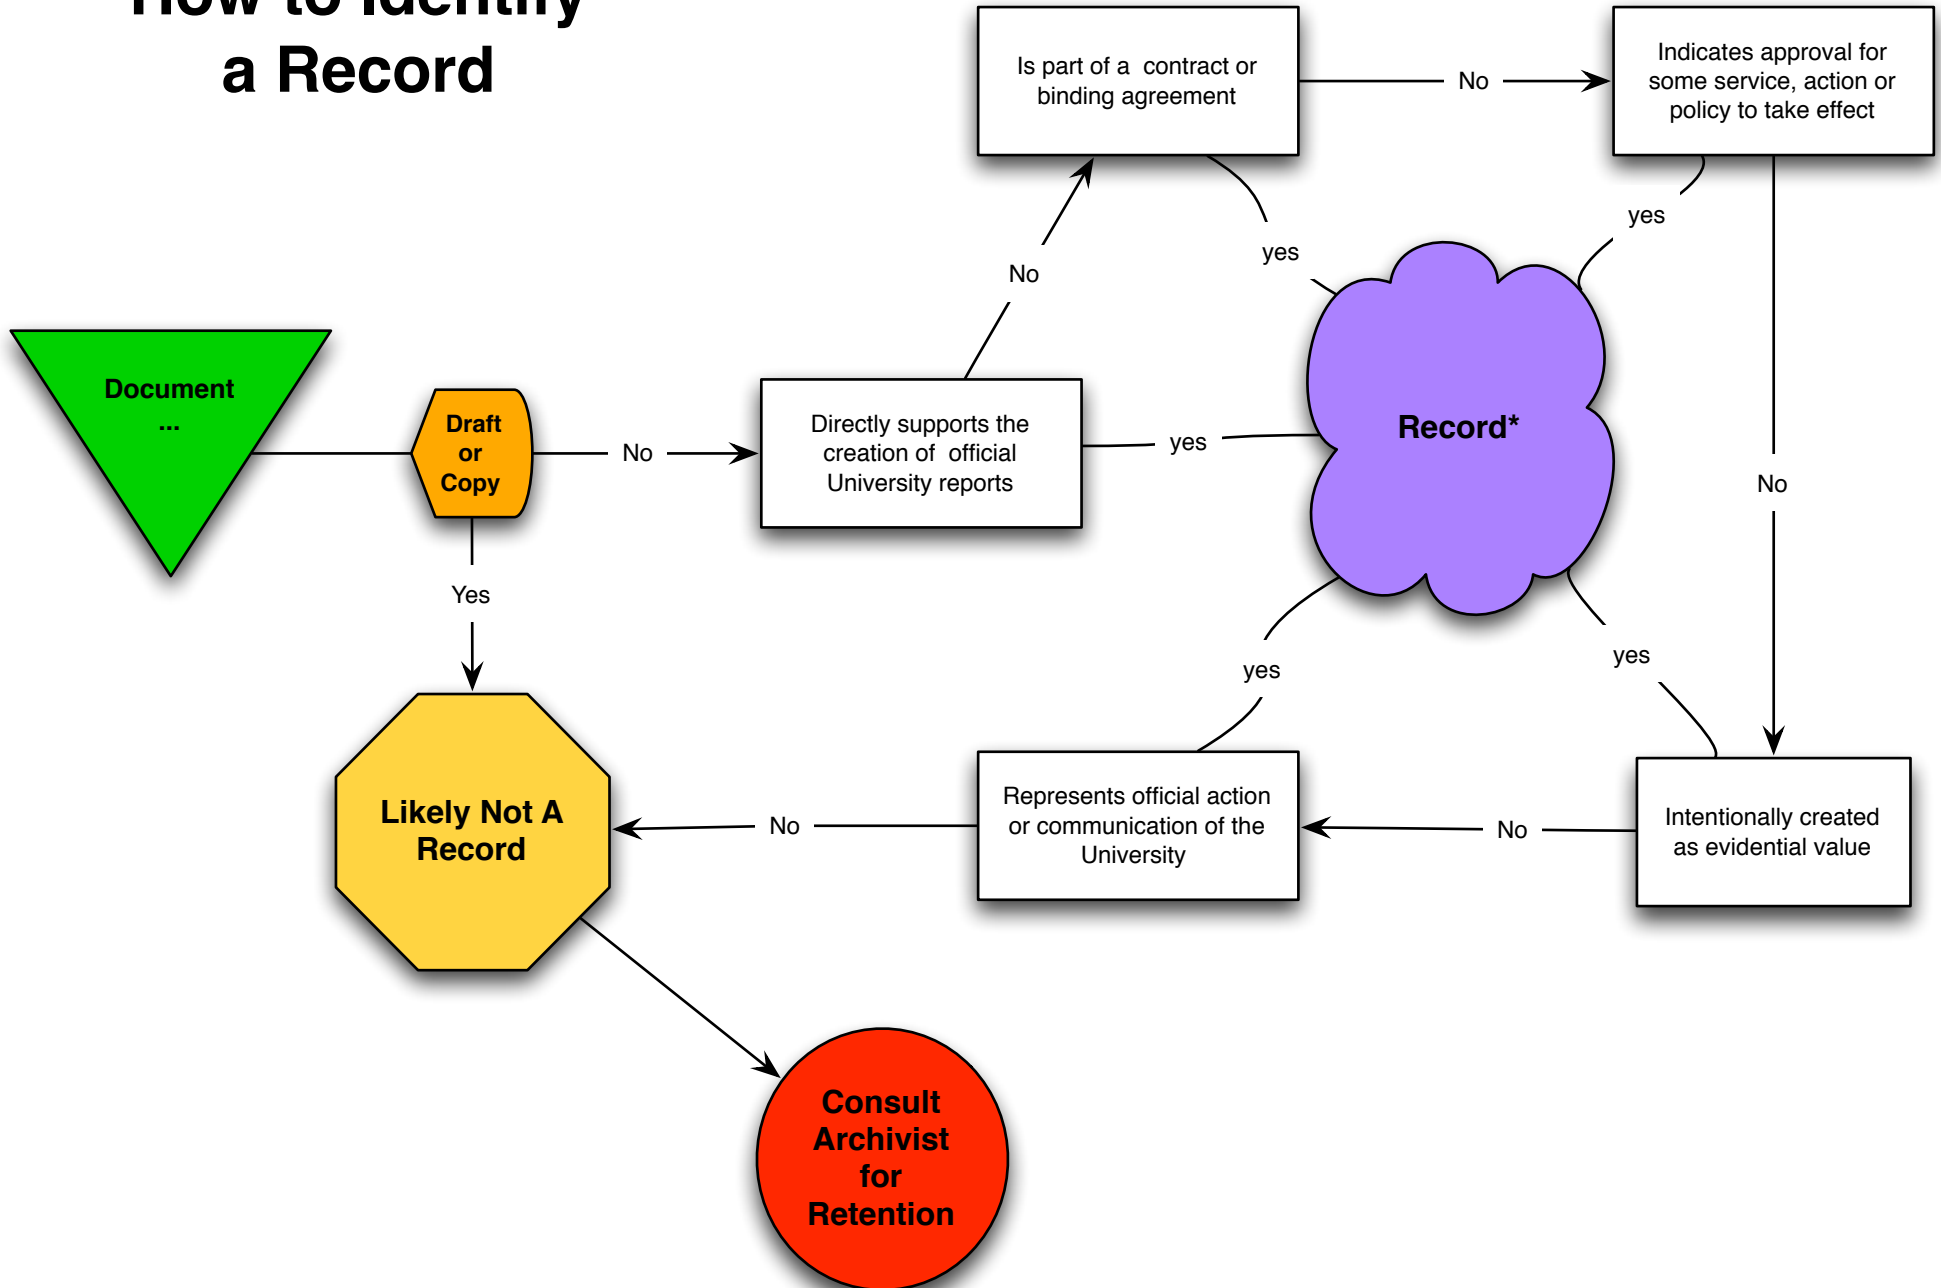 How to Identify
a Record
Is part of a  contract or
binding agreement
No
Indicates approval for
some service, action or
policy to take effect
yes
yes
No
Document
...
Draft
or
Copy
No
Directly supports the
creation of  official
University reports
yes
Record*
No
Yes
yes
yes
Likely Not A
Record
No
Represents official action
or communication of the
University
No
Intentionally created
as evidential value
Consult
Archivist
for
Retention